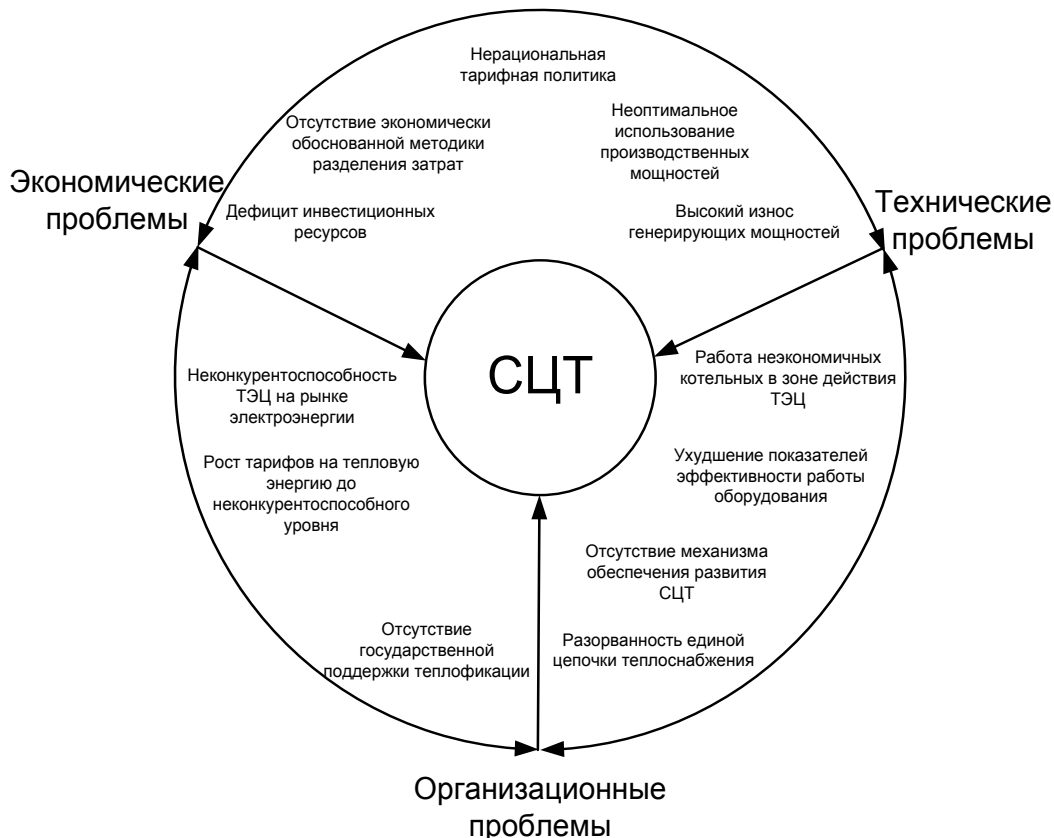 Нерациональная
тарифная политика
Отсутствие экономически
обоснованной методики
разделения затрат
Неоптимальное
использование
производственных
мощностей
Экономические
проблемы
Дефицит инвестиционных
ресурсов
Высокий износ
генерирующих мощностей
Технические
проблемы
СЦТ
Неконкурентоспособность
ТЭЦ на рынке
электроэнергии
Работа неэкономичных
котельных в зоне действия
ТЭЦ
Рост тарифов на тепловую
энергию до
неконкурентоспособного
уровня
Ухудшение показателей
эффективности работы
оборудования
Отсутствие механизма
обеспечения развития
СЦТ
Отсутствие
государственной
поддержки теплофикации
Разорванность единой
цепочки теплоснабжения
Организационные
проблемы